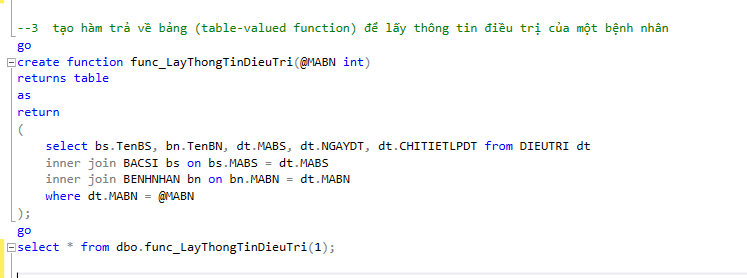 --3 tạo hàm trả về bảng (table-valued function) để lấy thông tin điều trị của một bệnh nhân
go
create function func_LayThongTinDieuTri(@MABN int)
returns table
as
return
(
select bs.TenBS, bn.TenBN, dt.MABS, dt.NGAYDT, dt.CHITIETLPDT from DIEUTRI dt
inner join BACSI bs on bs.MABS = dt.MABS
inner join BENHNHAN bn on bn.MABN = dt.MABN
where dt.MABN = @MABN
);
go
select * from dbo.func_LayThongTinDieuTri(1);